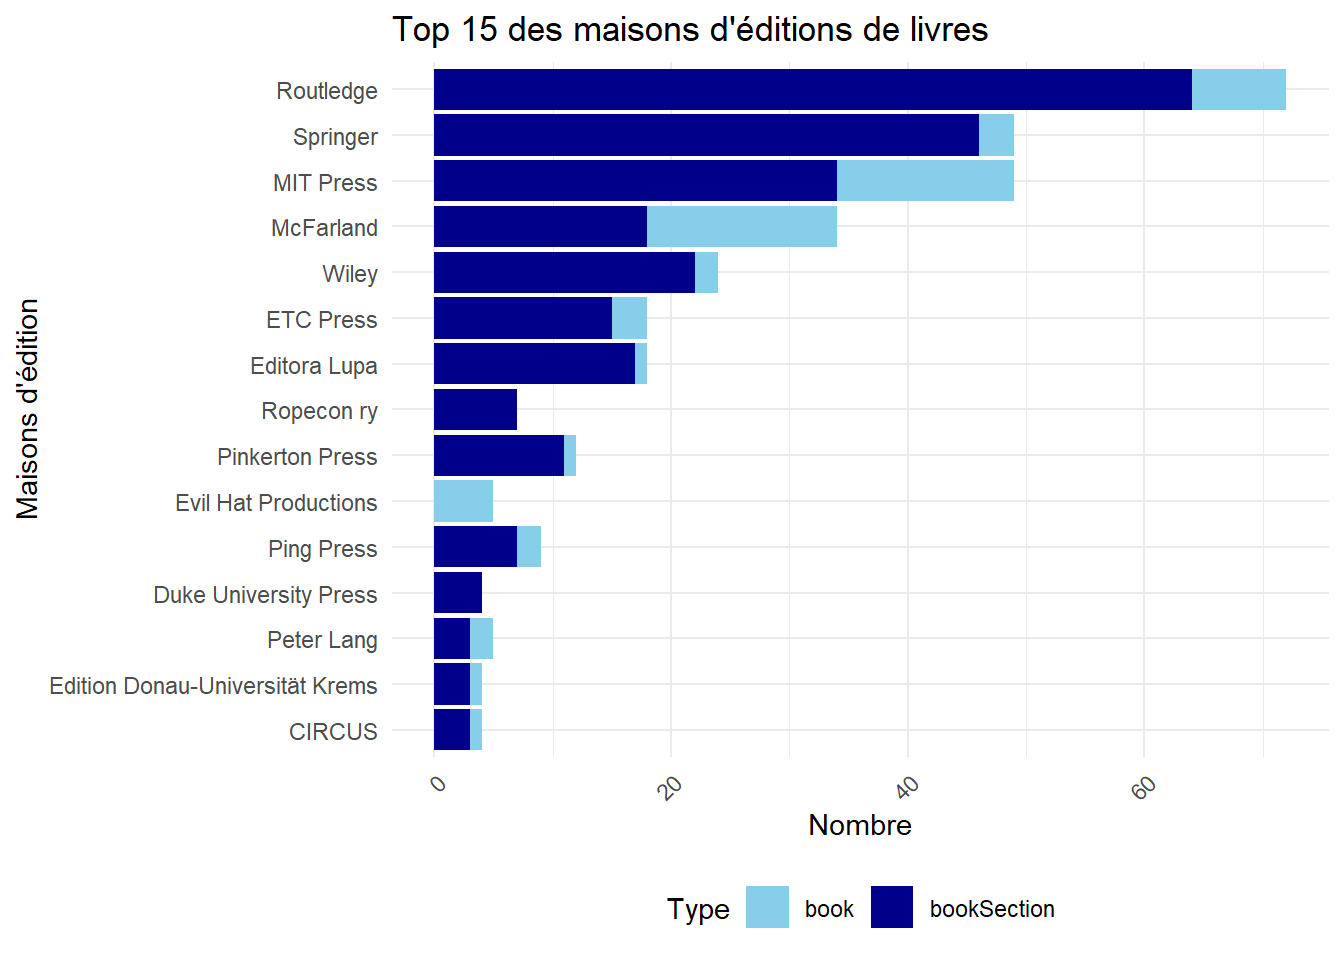 Top 15 des maisons d'éditions de livres
Maisons d'édition
Routledge
Springer
MIT Press
McFarland
Wiley
ETC Press
Editora Lupa
Ropecon ry
Pinkerton Press
Evil Hat Productions
Ping Press
Duke University Press
Peter Lang
Edition Donau-Universität Krems
CIRCUS
0 20 40 60
Nombre
Type book bookSection